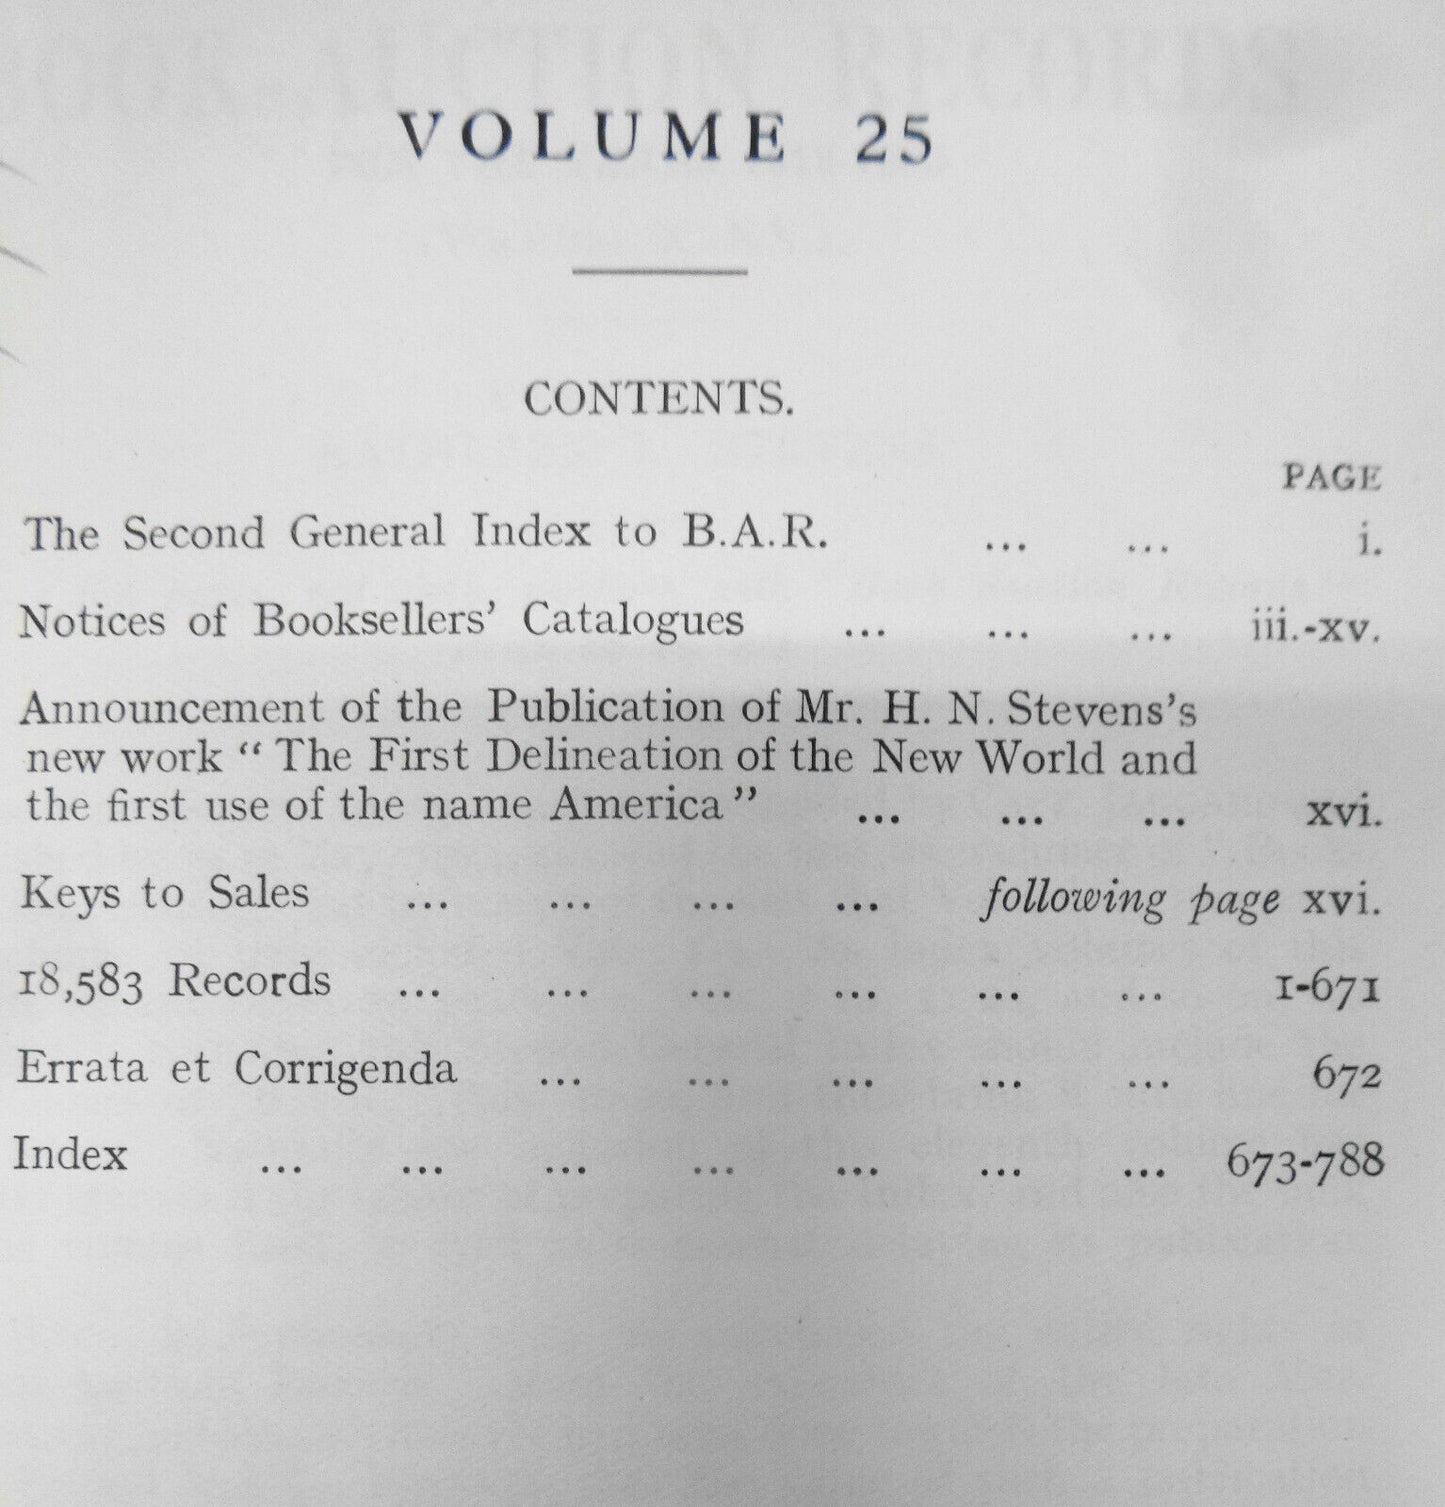 VOLUME 25
CONTENTS.
PAGE
The Second General Index to B.A.R. ... ... i.
Notices of Booksellers' Catalogues ... ... ... iii.-xv.
Announcement of the Publication of Mr. H. N. Stevens's
new work “ The First Delineation of the New World and
the first use of the name America ” ... ... ... xvi.
Keys to Sales ... ... ... ... following page xvi.
18,583 Records ... ... ... ... ... ... 1-671
Errata et Corrigenda ... ... ... ... ... 672
Index ... ... ... ... ... ... ... 673-788